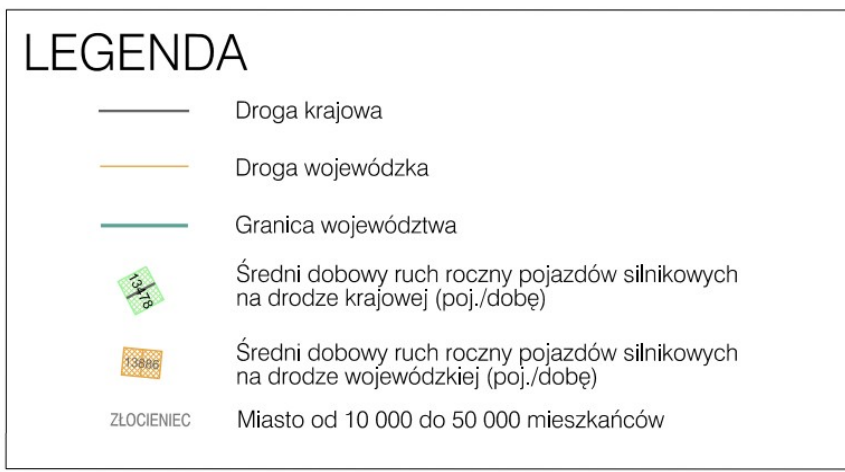 LEGENDA
Droga krajowa
Droga wojewódzka
Granica województwa
13478
Średni dobowy ruch roczny pojazdów silnikowych
na drodze krajowej (poj./dobę)
13886
Średni dobowy ruch roczny pojazdów silnikowych
na drodze wojewódzkiej (poj./dobę)
ZŁOCIENIEC
Miasto od 10 000 do 50 000 mieszkańców